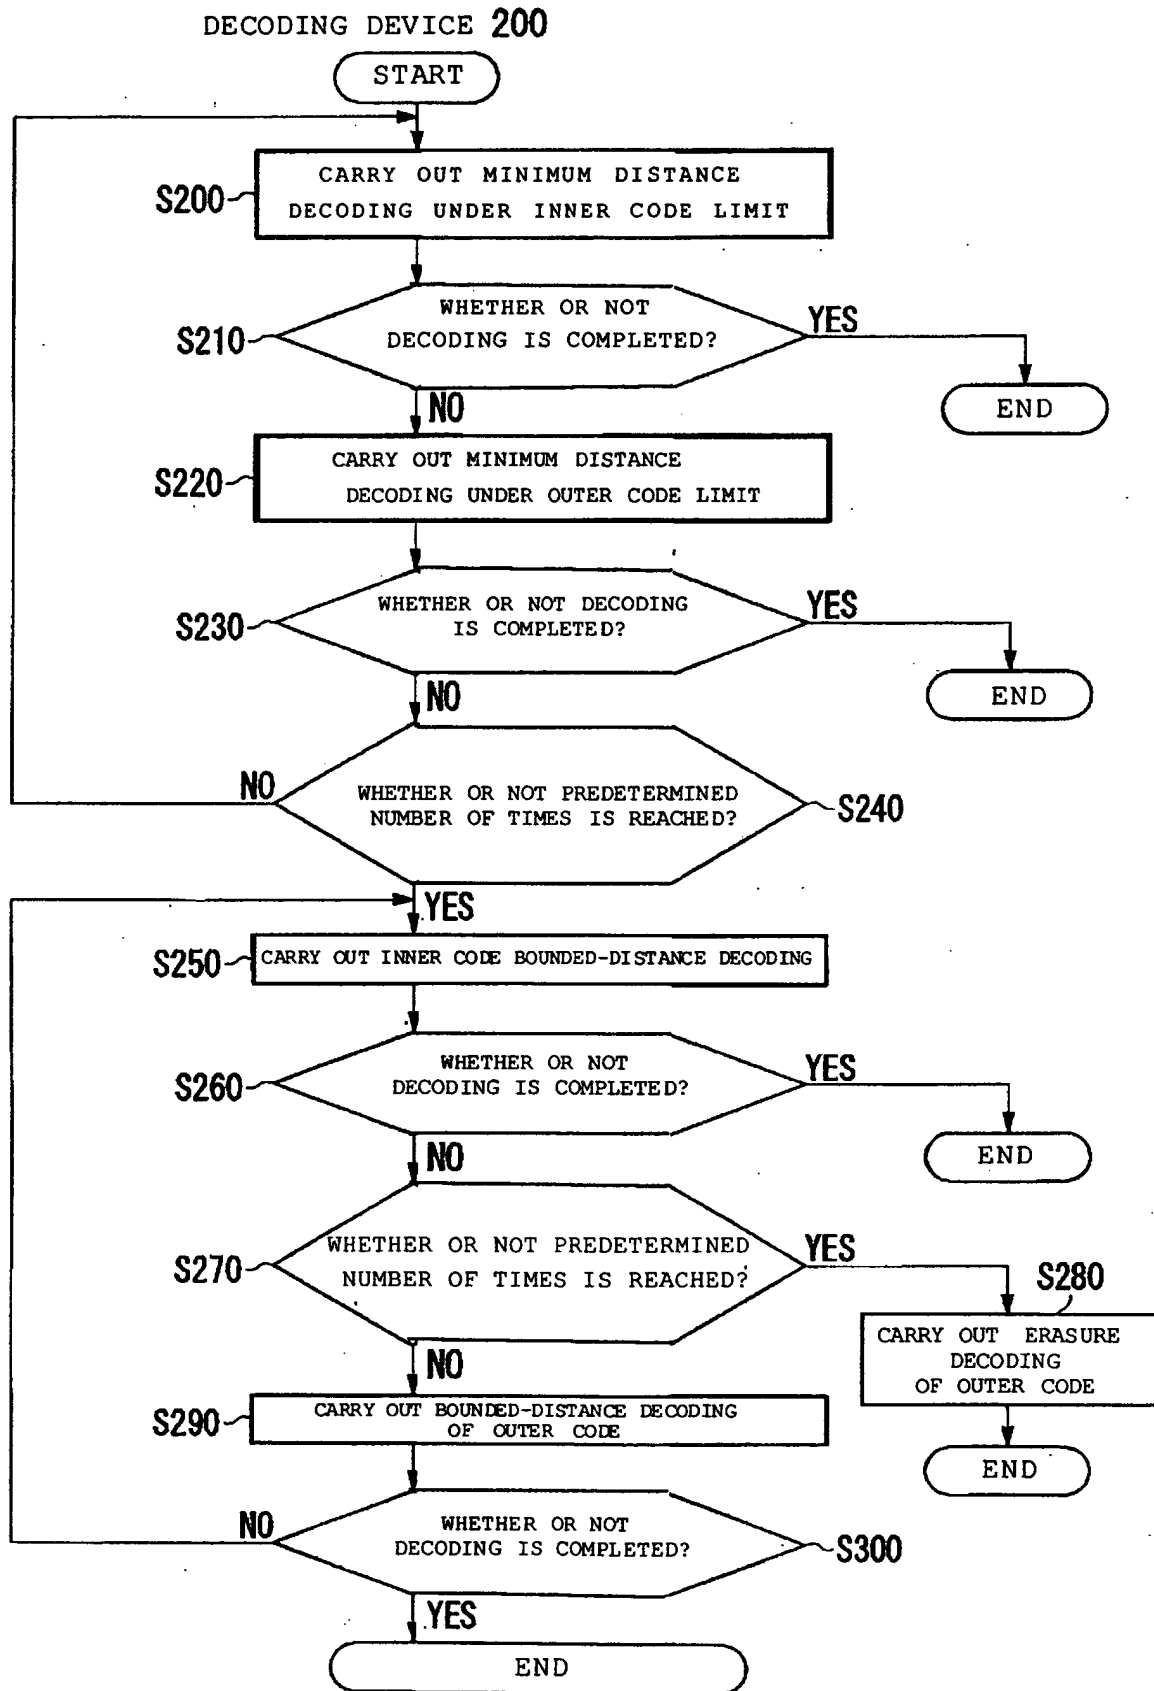 DECODING DEVICE 200
START
S200
CARRY OUT MINIMUM DISTANCE
DECODING UNDER INNER CODE LIMIT
S210
WHETHER OR NOT
DECODING IS COMPLETED?
YES
END
NO
S220
CARRY OUT MINIMUM DISTANCE
DECODING UNDER OUTER CODE LIMIT
S230
WHETHER OR NOT DECODING
IS COMPLETED?
YES
END
NO
NO
WHETHER OR NOT PREDETERMINED
NUMBER OF TIMES IS REACHED?
S240
YES
S250
CARRY OUT INNER CODE BOUNDED-DISTANCE DECODING
S260
WHETHER OR NOT
DECODING IS COMPLETED?
YES
END
NO
S270
WHETHER OR NOT PREDETERMINED
NUMBER OF TIMES IS REACHED?
YES
S280
CARRY OUT ERASURE
DECODING
OF OUTER CODE
END
NO
S290
CARRY OUT BOUNDED-DISTANCE DECODING
OF OUTER CODE
NO
WHETHER OR NOT
DECODING IS COMPLETED?
S300
YES
END